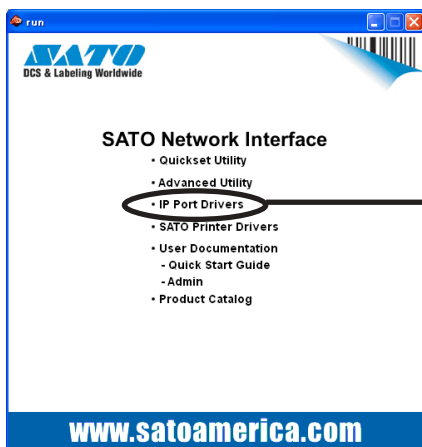 run
SATO
DCS & Labeling Worldwide
SATO Network Interface
• Quickset Utility
• Advanced Utility
• IP Port Drivers
• SATO Printer Drivers
• User Documentation
- Quick Start Guide
- Admin
• Product Catalog
www.satoamerica.com